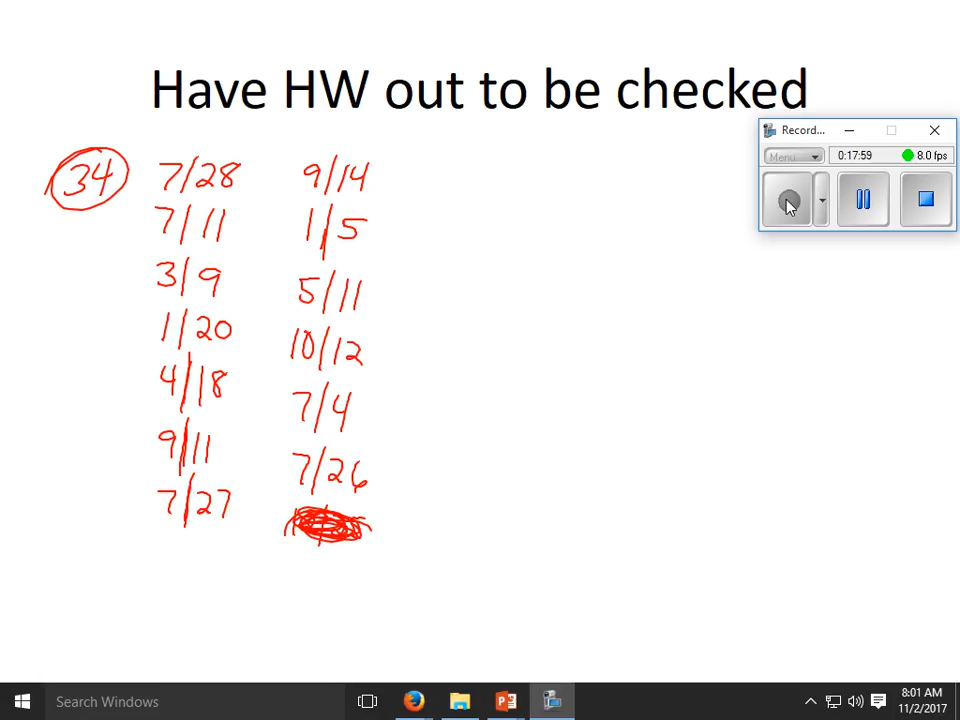 Have HW out to be checked
Record...
Menu
0:17:59
8.0 fps
34
7/28
7/11
3/9
1/20
4/18
9/11
7/27
9/14
1/5
5/11
10/12
7/4
7/26
Search Windows
8:01 AM
11/2/2017